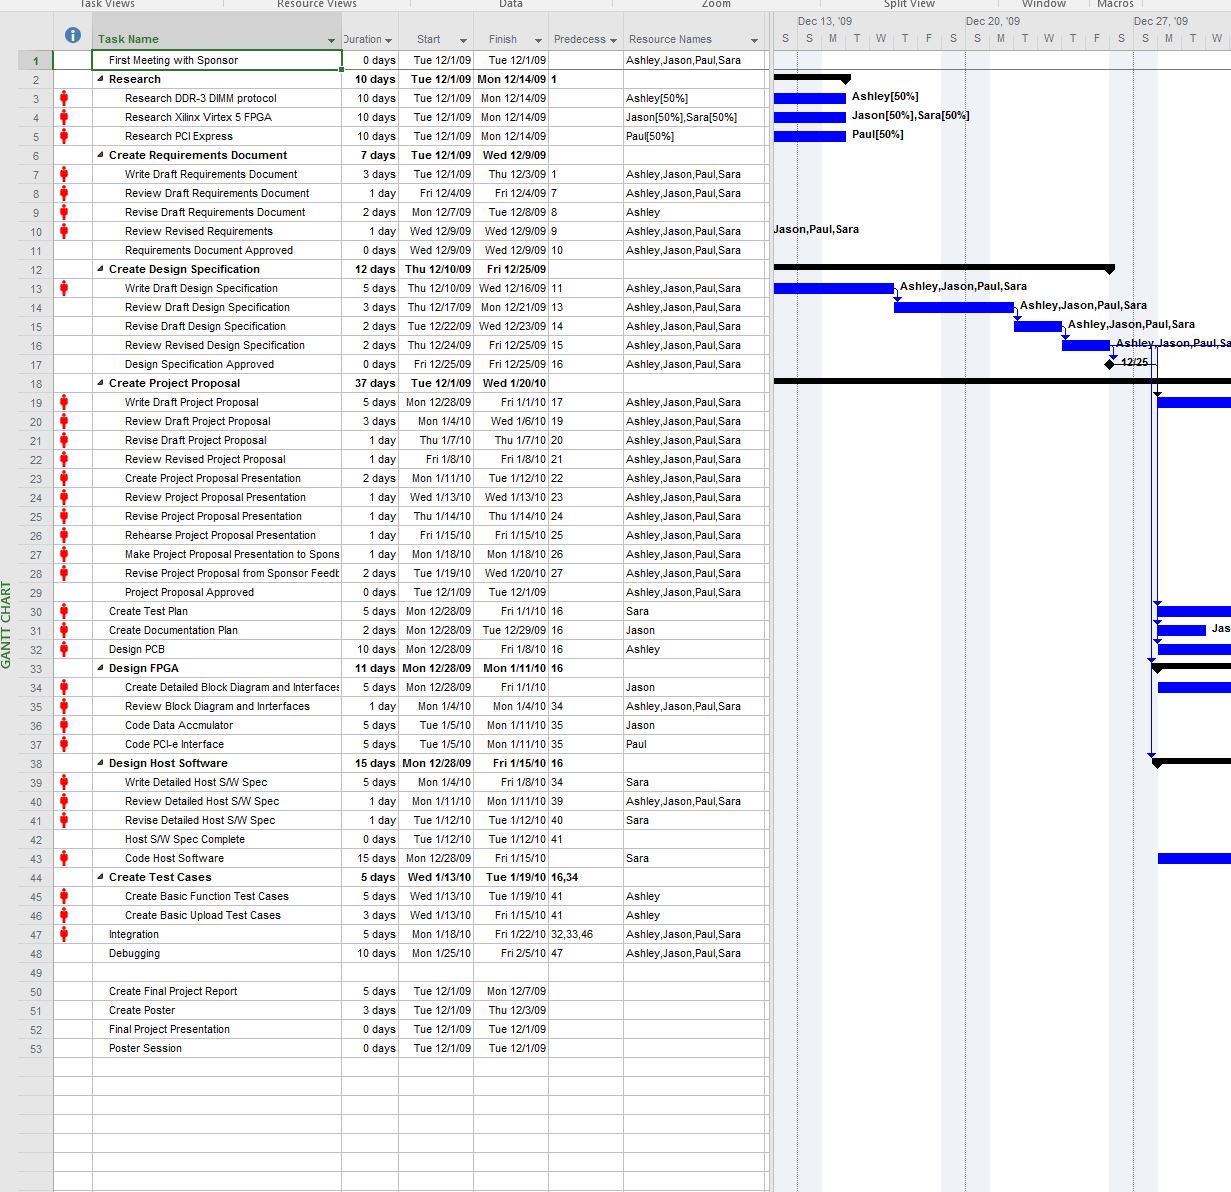 Task Views Resource Views Data Zoom Split View Window Macros
Dec 13, '09 Dec 20, '09 Dec 27, '09
Task Name Duration Start Finish Predecess Resource Names S S M T W T F S S M T W T F S S M T W
1 First Meeting with Sponsor 0 days Tue 12/1/09 Tue 12/1/09 Ashley,Jason,Paul,Sara
2 Research 10 days Tue 12/1/09 Mon 12/14/09 1
3 Research DDR-3 DIMM protocol 10 days Tue 12/1/09 Mon 12/14/09 Ashley[50%] Ashley[50%]
4 Research Xilinx Virtex 5 FPGA 10 days Tue 12/1/09 Mon 12/14/09 Jason[50%],Sara[50%] Jason[50%],Sara[50%]
5 Research PCI Express 10 days Tue 12/1/09 Mon 12/14/09 Paul[50%] Paul[50%]
6 Create Requirements Document 7 days Tue 12/1/09 Wed 12/9/09
7 Write Draft Requirements Document 3 days Tue 12/1/09 Thu 12/3/09 1 Ashley,Jason,Paul,Sara
8 Review Draft Requirements Document 1 day Fri 12/4/09 Fri 12/4/09 7 Ashley,Jason,Paul,Sara
9 Revise Draft Requirements Document 2 days Mon 12/7/09 Tue 12/8/09 8 Ashley
10 Review Revised Requirements 1 day Wed 12/9/09 Wed 12/9/09 9 Ashley,Jason,Paul,Sara Jason,Paul,Sara
11 Requirements Document Approved 0 days Wed 12/9/09 Wed 12/9/09 10 Ashley,Jason,Paul,Sara
12 Create Design Specification 12 days Thu 12/10/09 Fri 12/25/09
13 Write Draft Design Specification 5 days Thu 12/10/09 Wed 12/16/09 11 Ashley,Jason,Paul,Sara Ashley,Jason,Paul,Sara
14 Review Draft Design Specification 3 days Thu 12/17/09 Mon 12/21/09 13 Ashley,Jason,Paul,Sara Ashley,Jason,Paul,Sara
15 Revise Draft Design Specification 2 days Tue 12/22/09 Wed 12/23/09 14 Ashley,Jason,Paul,Sara Ashley,Jason,Paul,Sara
16 Review Revised Design Specification 2 days Thu 12/24/09 Fri 12/25/09 15 Ashley,Jason,Paul,Sara Ashley,Jason,Paul,Sa
17 Design Specification Approved 0 days Fri 12/25/09 Fri 12/25/09 16 Ashley,Jason,Paul,Sara 12/25
18 Create Project Proposal 37 days Tue 12/1/09 Wed 1/20/10
19 Write Draft Project Proposal 5 days Mon 12/28/09 Fri 1/1/10 17 Ashley,Jason,Paul,Sara
20 Review Draft Project Proposal 3 days Mon 1/4/10 Wed 1/6/10 19 Ashley,Jason,Paul,Sara
21 Revise Draft Project Proposal 1 day Thu 1/7/10 Thu 1/7/10 20 Ashley,Jason,Paul,Sara
22 Review Revised Project Proposal 1 day Fri 1/8/10 Fri 1/8/10 21 Ashley,Jason,Paul,Sara
23 Create Project Proposal Presentation 2 days Mon 1/11/10 Tue 1/12/10 22 Ashley,Jason,Paul,Sara
24 Review Project Proposal Presentation 1 day Wed 1/13/10 Wed 1/13/10 23 Ashley,Jason,Paul,Sara
25 Revise Project Proposal Presentation 1 day Thu 1/14/10 Thu 1/14/10 24 Ashley,Jason,Paul,Sara
26 Rehearse Project Proposal Presentation 1 day Fri 1/15/10 Fri 1/15/10 25 Ashley,Jason,Paul,Sara
27 Make Project Proposal Presentation to Spons 1 day Mon 1/18/10 Mon 1/18/10 26 Ashley,Jason,Paul,Sara
28 Revise Project Proposal from Sponsor Feedb 2 days Tue 1/19/10 Wed 1/20/10 27 Ashley,Jason,Paul,Sara
29 Project Proposal Approved 0 days Tue 12/1/09 Tue 12/1/09 Ashley,Jason,Paul,Sara
30 Create Test Plan 5 days Mon 12/28/09 Fri 1/1/10 16 Sara
31 Create Documentation Plan 2 days Mon 12/28/09 Tue 12/29/09 16 Jason Jas
32 Design PCB 10 days Mon 12/28/09 Fri 1/8/10 16 Ashley
33 Design FPGA 11 days Mon 12/28/09 Mon 1/11/10 16
34 Create Detailed Block Diagram and Interfaces 5 days Mon 12/28/09 Fri 1/1/10 Jason
35 Review Block Diagram and Inrterfaces 1 day Mon 1/4/10 Mon 1/4/10 34 Ashley,Jason,Paul,Sara
36 Code Data Accmulator 5 days Tue 1/5/10 Mon 1/11/10 35 Jason
37 Code PCI-e Interface 5 days Tue 1/5/10 Mon 1/11/10 35 Paul
38 Design Host Software 15 days Mon 12/28/09 Fri 1/15/10 16
39 Write Detailed Host S/W Spec 5 days Mon 1/4/10 Fri 1/8/10 34 Sara
40 Review Detailed Host S/W Spec 1 day Mon 1/11/10 Mon 1/11/10 39 Ashley,Jason,Paul,Sara
41 Revise Detailed Host S/W Spec 1 day Tue 1/12/10 Tue 1/12/10 40 Sara
42 Host S/W Spec Complete 0 days Tue 1/12/10 Tue 1/12/10 41
43 Code Host Software 15 days Mon 12/28/09 Fri 1/15/10 Sara
44 Create Test Cases 5 days Wed 1/13/10 Tue 1/19/10 16,34
45 Create Basic Function Test Cases 5 days Wed 1/13/10 Tue 1/19/10 41 Ashley
46 Create Basic Upload Test Cases 3 days Wed 1/13/10 Fri 1/15/10 41 Ashley
47 Integration 5 days Mon 1/18/10 Fri 1/22/10 32,33,46 Ashley,Jason,Paul,Sara
48 Debugging 10 days Mon 1/25/10 Fri 2/5/10 47 Ashley,Jason,Paul,Sara
49
50 Create Final Project Report 5 days Tue 12/1/09 Mon 12/7/09
51 Create Poster 3 days Tue 12/1/09 Thu 12/3/09
52 Final Project Presentation 0 days Tue 12/1/09 Tue 12/1/09
53 Poster Session 0 days Tue 12/1/09 Tue 12/1/09
GANTT CHART